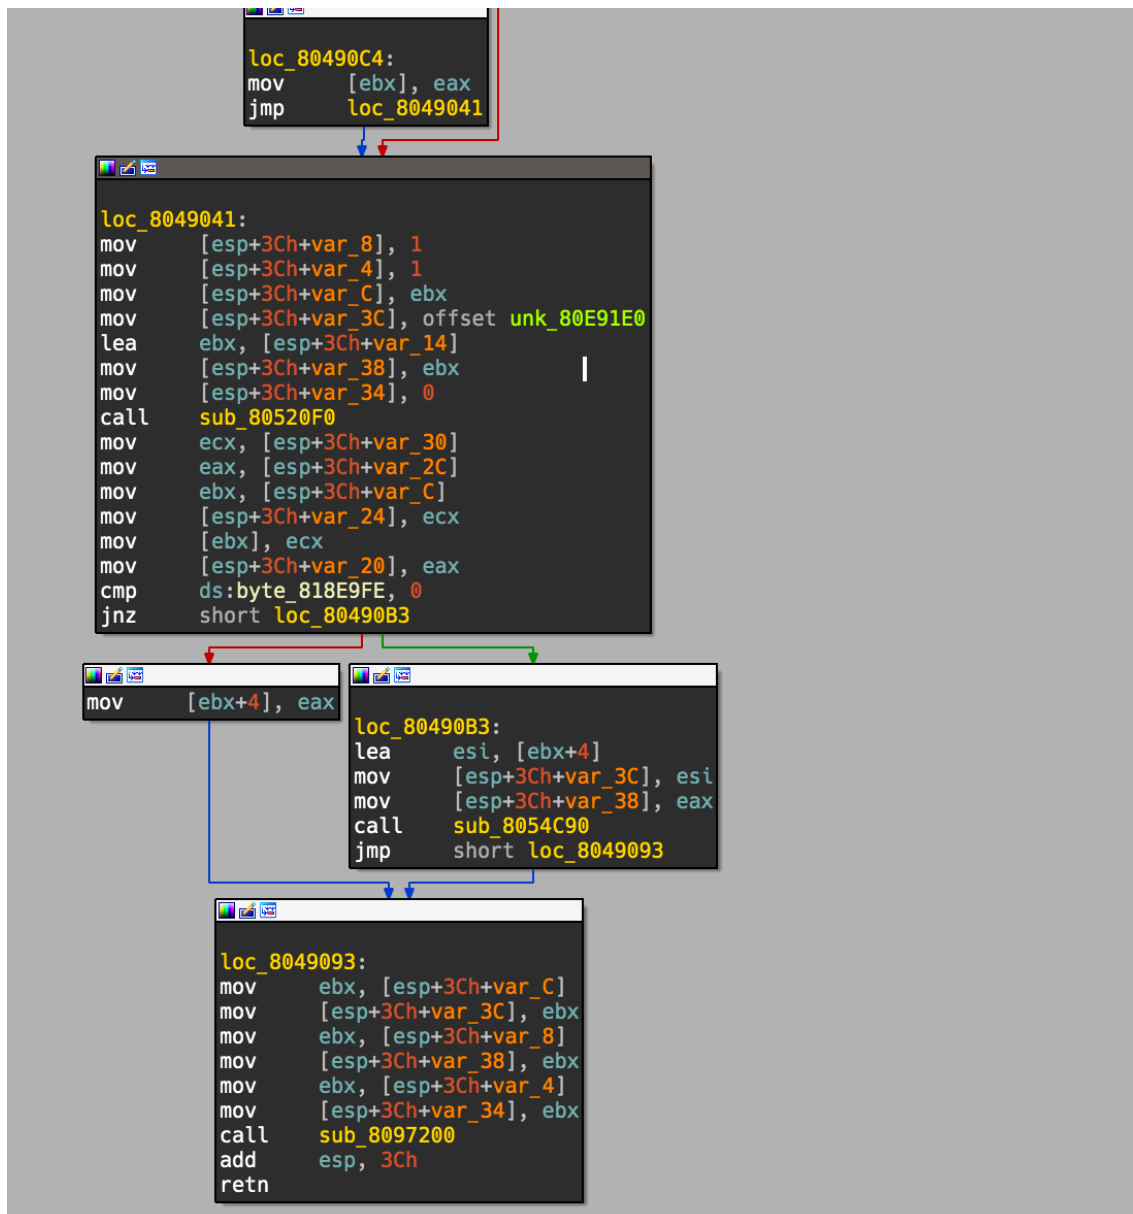 loc_80490C4:
mov [ebx], eax
jmp loc_8049041
loc_8049041:
mov [esp+3Ch+var_8], 1
mov [esp+3Ch+var_4], 1
mov [esp+3Ch+var_C], ebx
mov [esp+3Ch+var_3C], offset unk_80E91E0
lea ebx, [esp+3Ch+var_14]
mov [esp+3Ch+var_38], ebx
mov [esp+3Ch+var_34], 0
call sub_80520F0
mov ecx, [esp+3Ch+var_30]
mov eax, [esp+3Ch+var_2C]
mov ebx, [esp+3Ch+var_C]
mov [esp+3Ch+var_24], ecx
mov [ebx], ecx
mov [esp+3Ch+var_20], eax
cmp ds:byte_818E9FE, 0
jnz short loc_80490B3
mov [ebx+4], eax
loc_80490B3:
lea esi, [ebx+4]
mov [esp+3Ch+var_3C], esi
mov [esp+3Ch+var_38], eax
call sub_8054C90
jmp short loc_8049093
loc_8049093:
mov ebx, [esp+3Ch+var_C]
mov [esp+3Ch+var_3C], ebx
mov ebx, [esp+3Ch+var_8]
mov [esp+3Ch+var_38], ebx
mov ebx, [esp+3Ch+var_4]
mov [esp+3Ch+var_34], ebx
call sub_8097200
add esp, 3Ch
retn